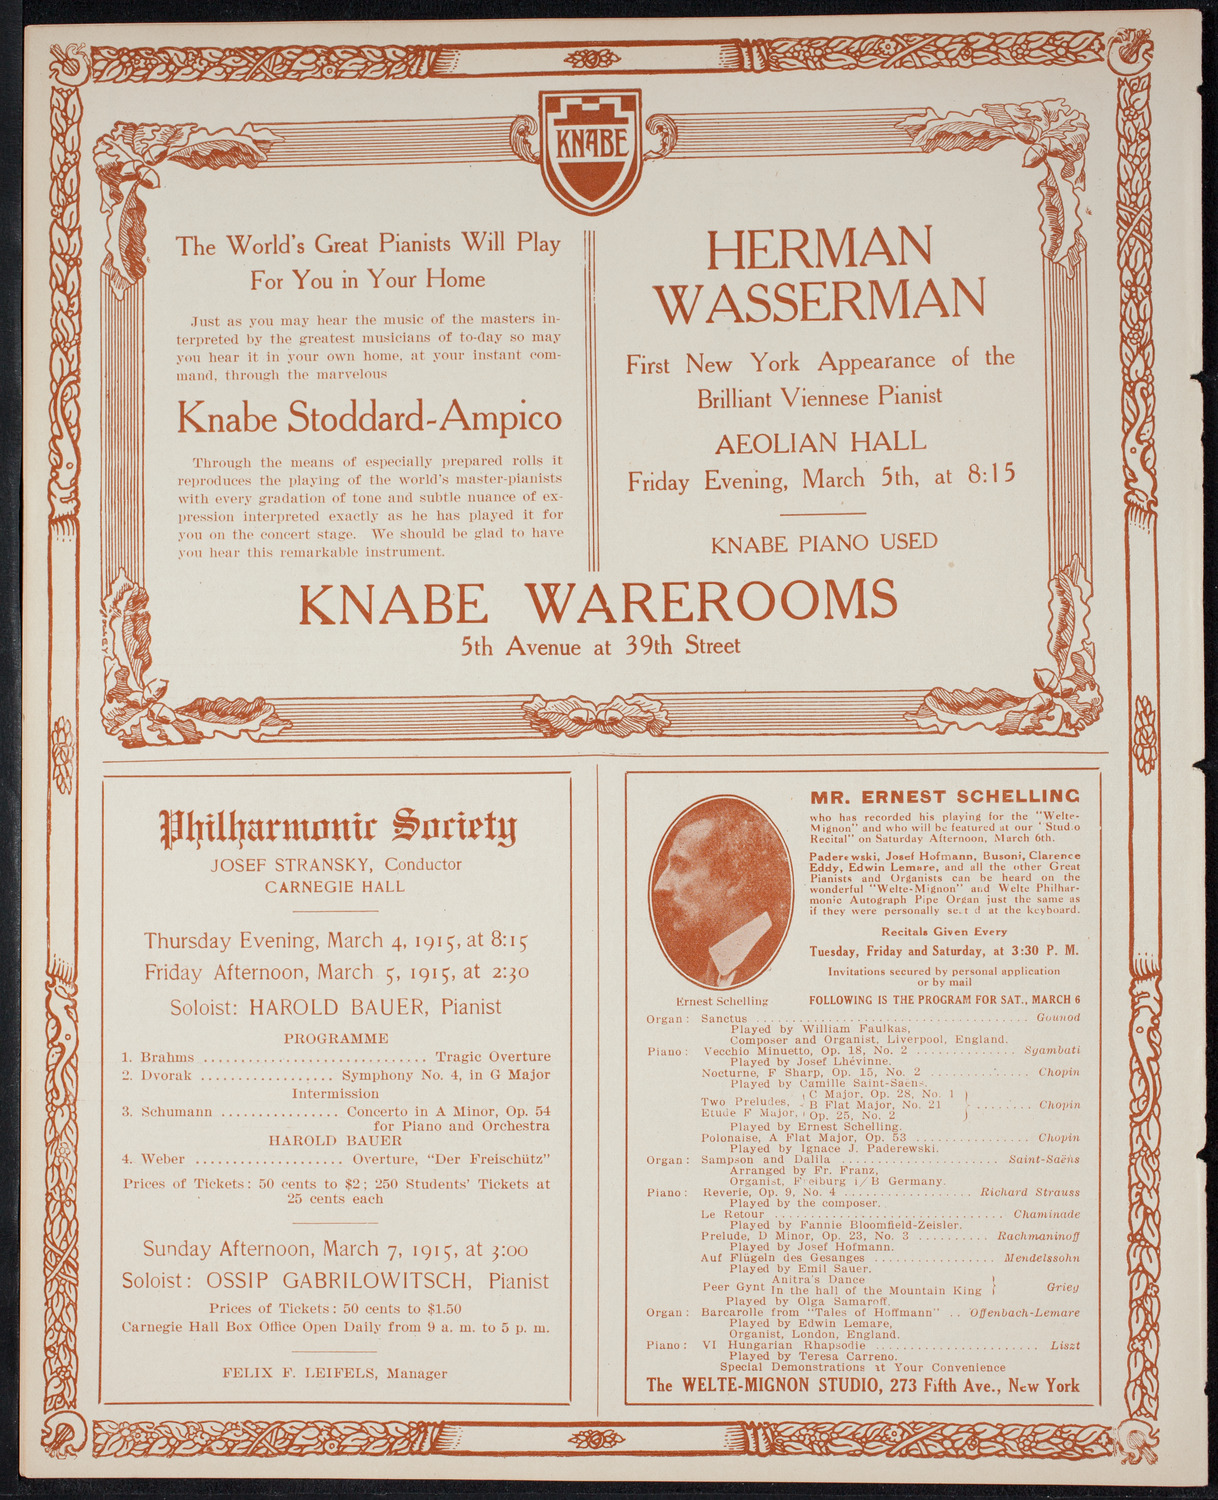 KNABE
The World's Great Pianists Will Play
For You in Your Home
Just as you may hear the music of the masters in-
terpreted by the greatest musicians of to-day so may
you hear it in your own home, at your instant com-
mand, through the marvelous
Knabe Stoddard-Ampico
Through the means of especially prepared rolls it
reproduces the playing of the world's master-pianists
with every gradation of tone and subtle nuance of ex-
pression interpreted exactly as he has played it for
you on the concert stage. We should be glad to have
you hear this remarkable instrument.
HERMAN
WASSERMAN
First New York Appearance of the
Brilliant Viennese Pianist
AEOLIAN HALL
Friday Evening, March 5th, at 8:15
KNABE PIANO USED
KNABE WAREROOMS
5th Avenue at 39th Street
Philharmonic Society
JOSEF STRANSKY, Conductor
CARNEGIE HALL
Thursday Evening, March 4, 1915, at 8:15
Friday Afternoon, March 5, 1915, at 2:30
Soloist: HAROLD BAUER, Pianist
PROGRAMME
1. Brahms ............................ Tragic Overture
2. Dvorak ................. Symphony No. 4, in G Major
Intermission
3. Schumann ............... Concerto in A Minor, Op. 54
for Piano and Orchestra
HAROLD BAUER
4. Weber ................... Overture, "Der Freischütz"
Prices of Tickets: 50 cents to $2; 250 Students' Tickets at
25 cents each
Sunday Afternoon, March 7, 1915, at 3:00
Soloist: OSSIP GABRILOWITSCH, Pianist
Prices of Tickets: 50 cents to $1.50
Carnegie Hall Box Office Open Daily from 9 a. m. to 5 p. m.
FELIX F. LEIFELS, Manager
Ernest Schelling
MR. ERNEST SCHELLING
who has recorded his playing for the "Welte-
Mignon" and who will be featured at our 'Stud o
Recital" on Saturday Afternoon, March 6th.
Paderewski, Josef Hofmann, Busoni, Clarence
Eddy, Edwin Lemare, and all the other Great
Pianists and Organists can be heard on the
wonderful "Welte-Mignon" and Welte Philhar-
monic Autograph Pipe Organ just the same as
if they were personally se.t d at the keyboard.
Recitals Given Every
Tuesday, Friday and Saturday, at 3:30 P. M.
Invitations secured by personal application
or by mail
FOLLOWING IS THE PROGRAM FOR SAT., MARCH 6
Organ: Sanctus ..................................... Gounod
Played by William Faulkas,
Composer and Organist, Liverpool, England.
Piano: Vecchio Minuetto, Op. 18, No. 2 .............. Sgambati
Played by Josef Lhévinne.
Nocturne, F Sharp, Op. 15, No. 2 .............. Chopin
Played by Camille Saint-Saens.
Two Preludes, { C Major, Op. 28, No. 1
B Flat Major, No. 21 } ........ Chopin
Etude F Major, Op. 25, No. 2
Played by Ernest Schelling.
Polonaise, A Flat Major, Op. 53 ................ Chopin
Played by Ignace J. Paderewski.
Organ: Sampson and Dalila ...................... Saint-Saëns
Arranged by Fr. Franz,
Organist, F eiburg i/B Germany.
Piano: Reverie, Op. 9, No. 4 .................. Richard Strauss
Played by the composer.
Le Retour ................................ Chaminade
Played by Fannie Bloomfield-Zeisler.
Prelude, D Minor, Op. 23, No. 3 .......... Rachmaninoff
Played by Josef Hofmann.
Auf Flügeln des Gesanges ................. Mendelssohn
Played by Emil Sauer.
Peer Gynt Anitra's Dance
In the hall of the Mountain King } Grieg
Played by Olga Samaroff.
Organ: Barcarolle from "Tales of Hoffmann" .. Offenbach-Lemare
Played by Edwin Lemare,
Organist, London, England.
Piano: VI Hungarian Rhapsodie ....................... Liszt
Played by Teresa Carreno.
Special Demonstrations at Your Convenience
The WELTE-MIGNON STUDIO, 273 Fifth Ave., New York